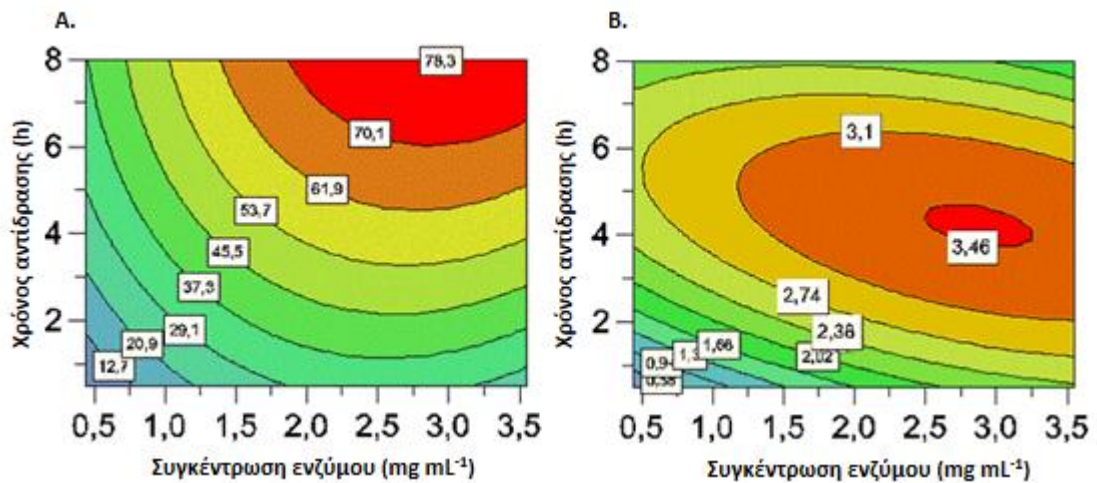 A.
8
6
4
2
0,5 1,0 1,5 2,0 2,5 3,0 3,5
Χρόνος αντίδρασης (h)
Συγκέντρωση ενζύμου (mg mL⁻¹)
78,3
70,1
61,9
53,7
45,5
37,3
29,1
20,9
12,7
B.
8
6
4
2
0,5 1,0 1,5 2,0 2,5 3,0 3,5
Χρόνος αντίδρασης (h)
Συγκέντρωση ενζύμου (mg mL⁻¹)
3,1
3,46
2,74
2,38
2,02
1,66